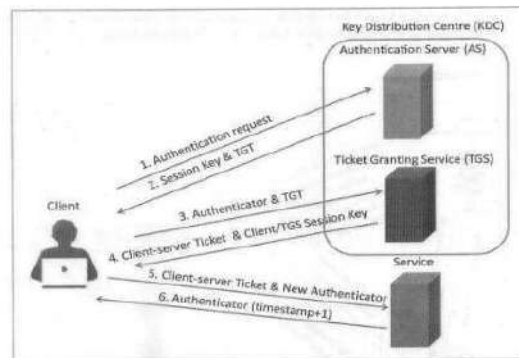 Key Distribution Centre (KDC)
Authentication Server (AS)
1. Authentication request
2. Session Key & TGT
Ticket Granting Service (TGS)
Client
3. Authenticator & TGT
4. Client-server Ticket & Client/TGS Session Key
Service
5. Client-server Ticket & New Authenticator
6. Authenticator (timestamp+1)